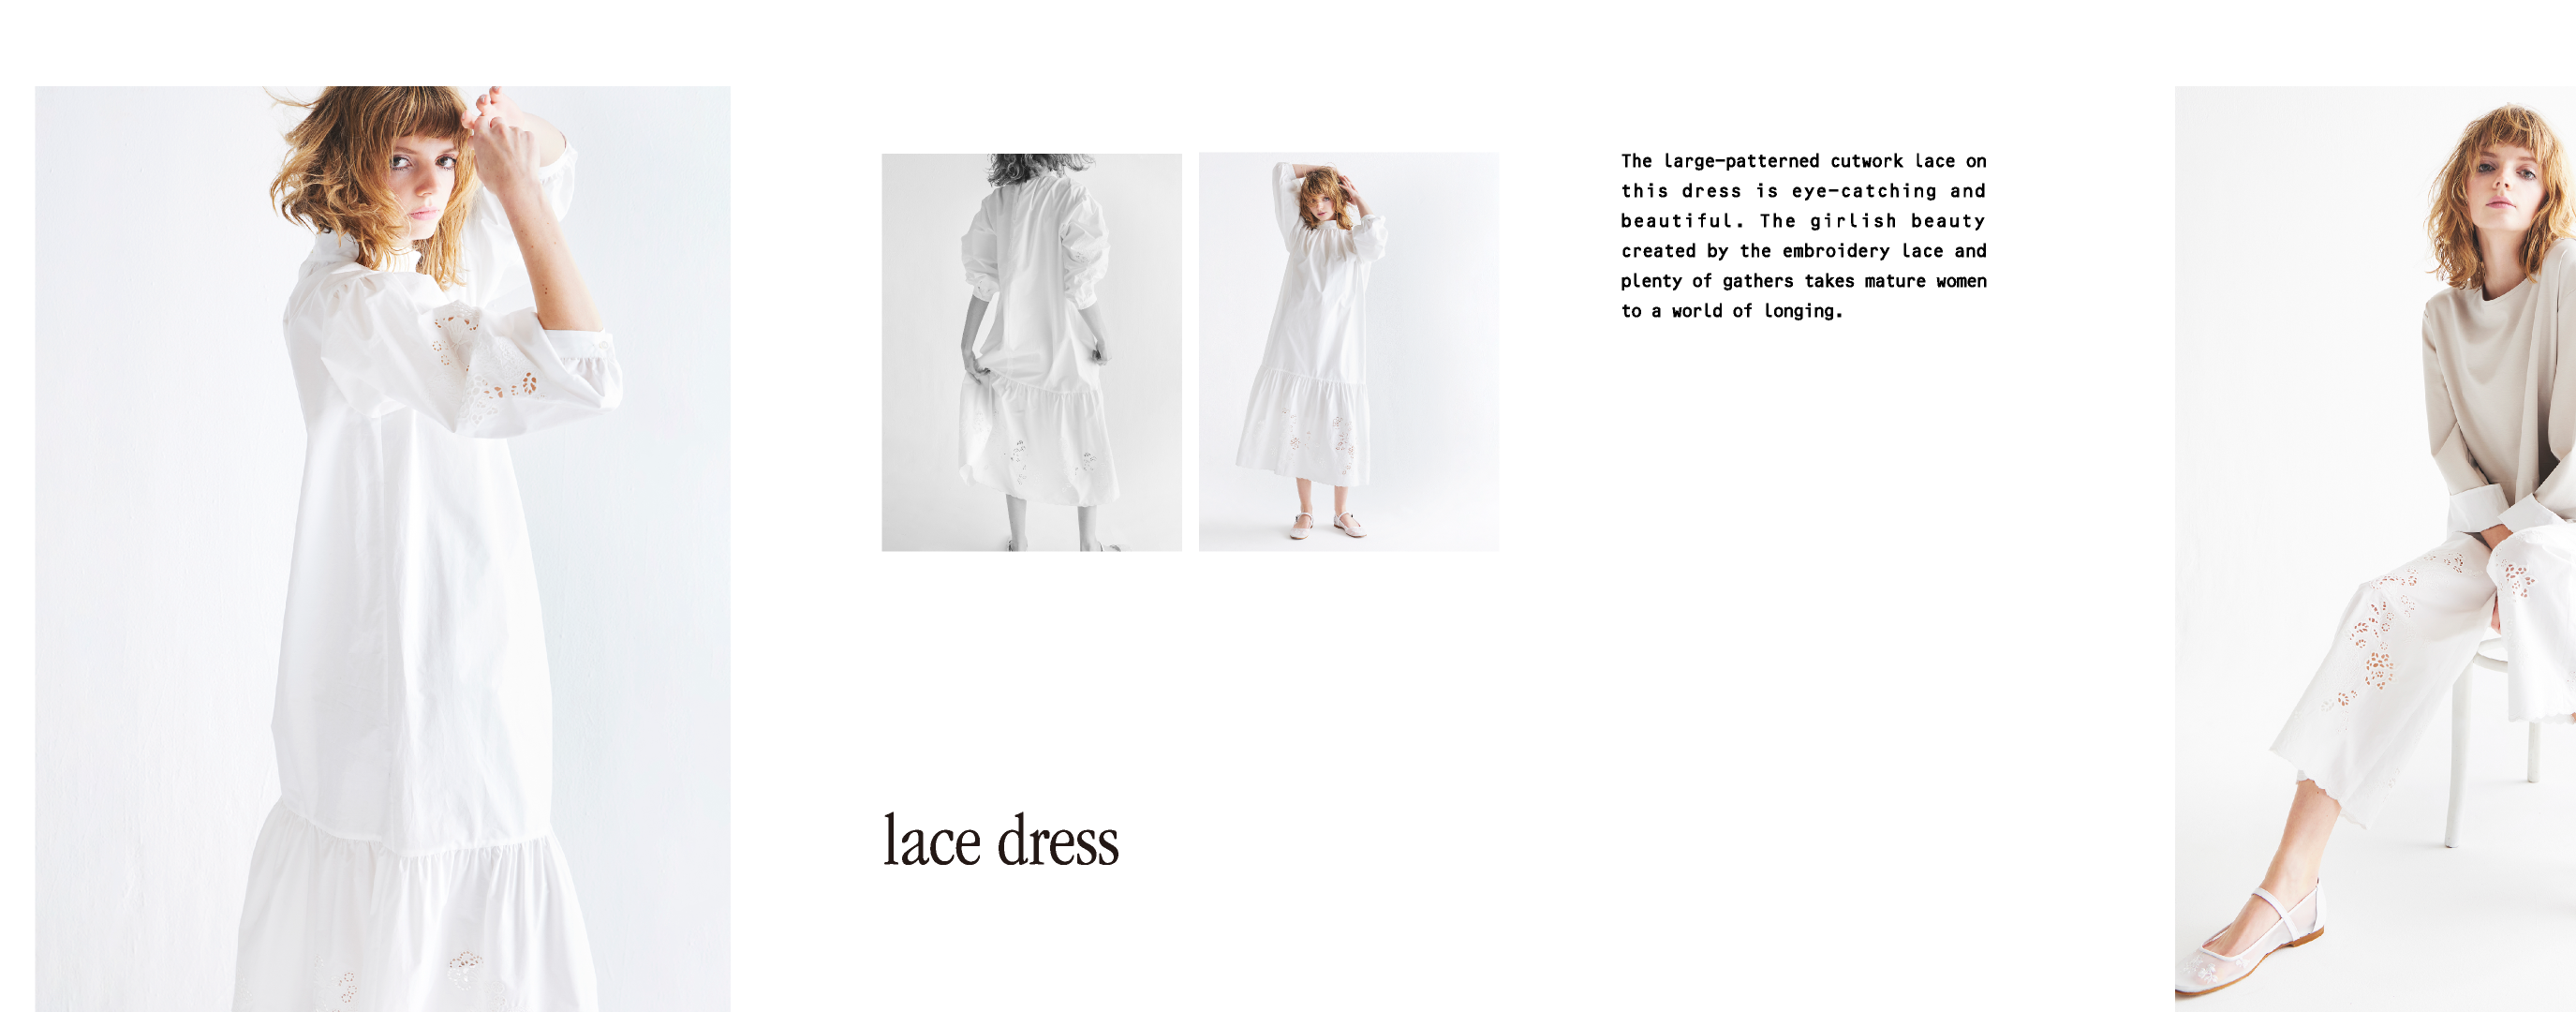 The large-patterned cutwork lace on
this dress is eye-catching and
beautiful. The girlish beauty
created by the embroidery lace and
plenty of gathers takes mature women
to a world of longing.
lace dress